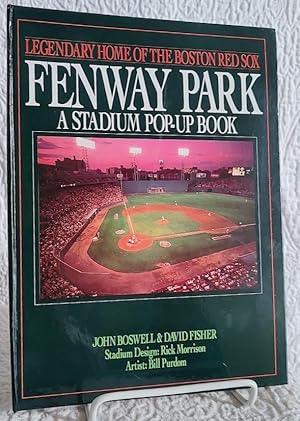 LEGENDARY HOME OF THE BOSTON RED SOX
FENWAY PARK
A STADIUM POP-UP BOOK
JOHN BOSWELL & DAVID FISHER
Stadium Design: Rick Morrison
Artist: Bill Purdom